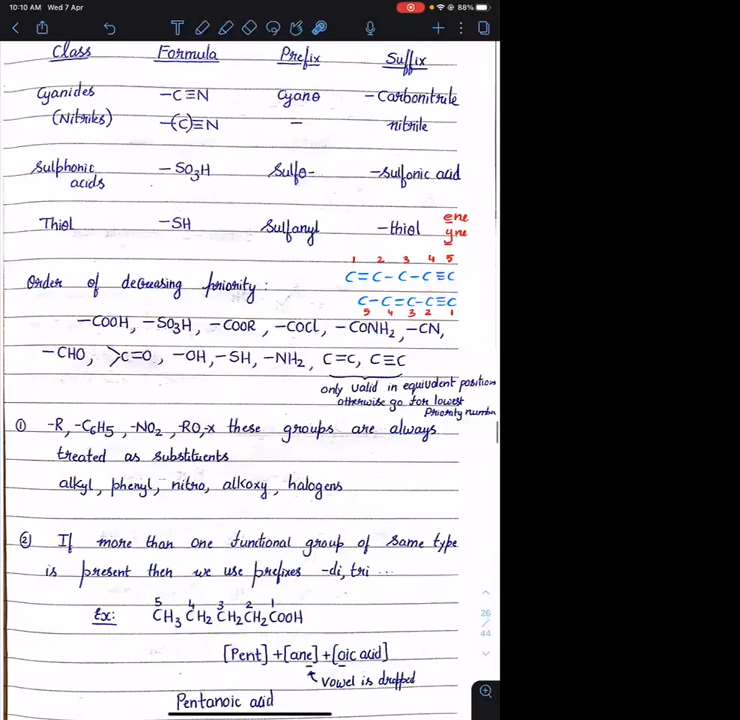 10:10 AM Wed 7 Apr
88%
Class Formula Prefix Suffix
Cyanides -C≡N Cyano -Carbonitrile
(Nitriles) -(C)≡N - nitrile
Sulphonic acids -SO3H Sulfo- -sulfonic acid
Thiol -SH Sulfanyl -thiol
ene
yne
1 2 3 4 5
C=C-C-C≡C
Order of decreasing priority:
C-C=C-C≡C
5 4 3 2 1
-COOH, -SO3H, -COOR, -COCl, -CONH2, -CN,
-CHO, >C=O, -OH, -SH, -NH2, C=C, C≡C
only valid in equivdent position
otherwise go for lowest
Priority number
① -R, -C6H5, -NO2, -RO,-x these groups are always
treated as substituents
alkyl, phenyl, nitro, alkoxy, halogens
② If more than one functional group of same type
is present then we use prefixes -di, tri ...
5 4 3 2 1
Ex: CH3 CH2 CH2 CH2 COOH
[Pent] + [ane] + [oic acid]
↑ vowel is dropped
Pentanoic acid
26
/
44